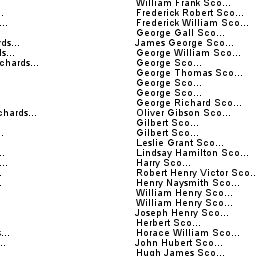 William Frank Sco...
Frederick Robert Sco...
Frederick William Sco...
George Gall Sco...
rds... James George Sco...
s... George William Sco...
chards... George Sco...
George Thomas Sco...
George Sco...
George Sco...
George Richard Sco...
chards... Oliver Gibson Sco...
Gilbert Sco...
Gilbert Sco...
Leslie Grant Sco...
Lindsay Hamilton Sco...
Harry Sco...
Robert Henry Victor Sco..
Henry Naysmith Sco...
William Henry Sco...
William Henry Sco...
Joseph Henry Sco...
Herbert Sco...
s... Horace William Sco...
John Hubert Sco...
Hugh James Sco...